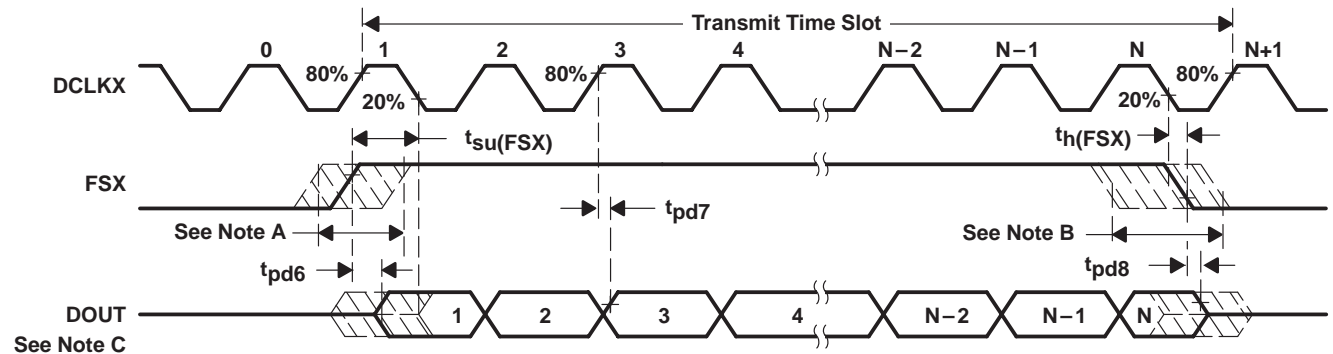 Transmit Time Slot
0 1 2 3 4 N−2 N−1 N N+1
80% 80% 80%
DCLKX
20% 20%
tsu(FSX) th(FSX)
FSX
tpd7
See Note A See Note B
tpd6 tpd8
DOUT 1 2 3 4 N−2 N−1 N
See Note C